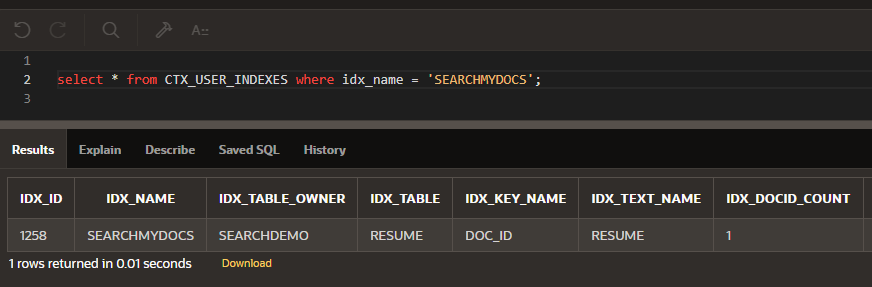 A
1
2 select * from CTX_USER_INDEXES where idx_name = 'SEARCHMYDOCS';
3
Results Explain Describe Saved SQL History
IDX_ID IDX_NAME IDX_TABLE_OWNER IDX_TABLE IDX_KEY_NAME IDX_TEXT_NAME IDX_DOCID_COUNT
1258 SEARCHMYDOCS SEARCHDEMO RESUME DOC_ID RESUME 1
1 rows returned in 0.01 seconds Download